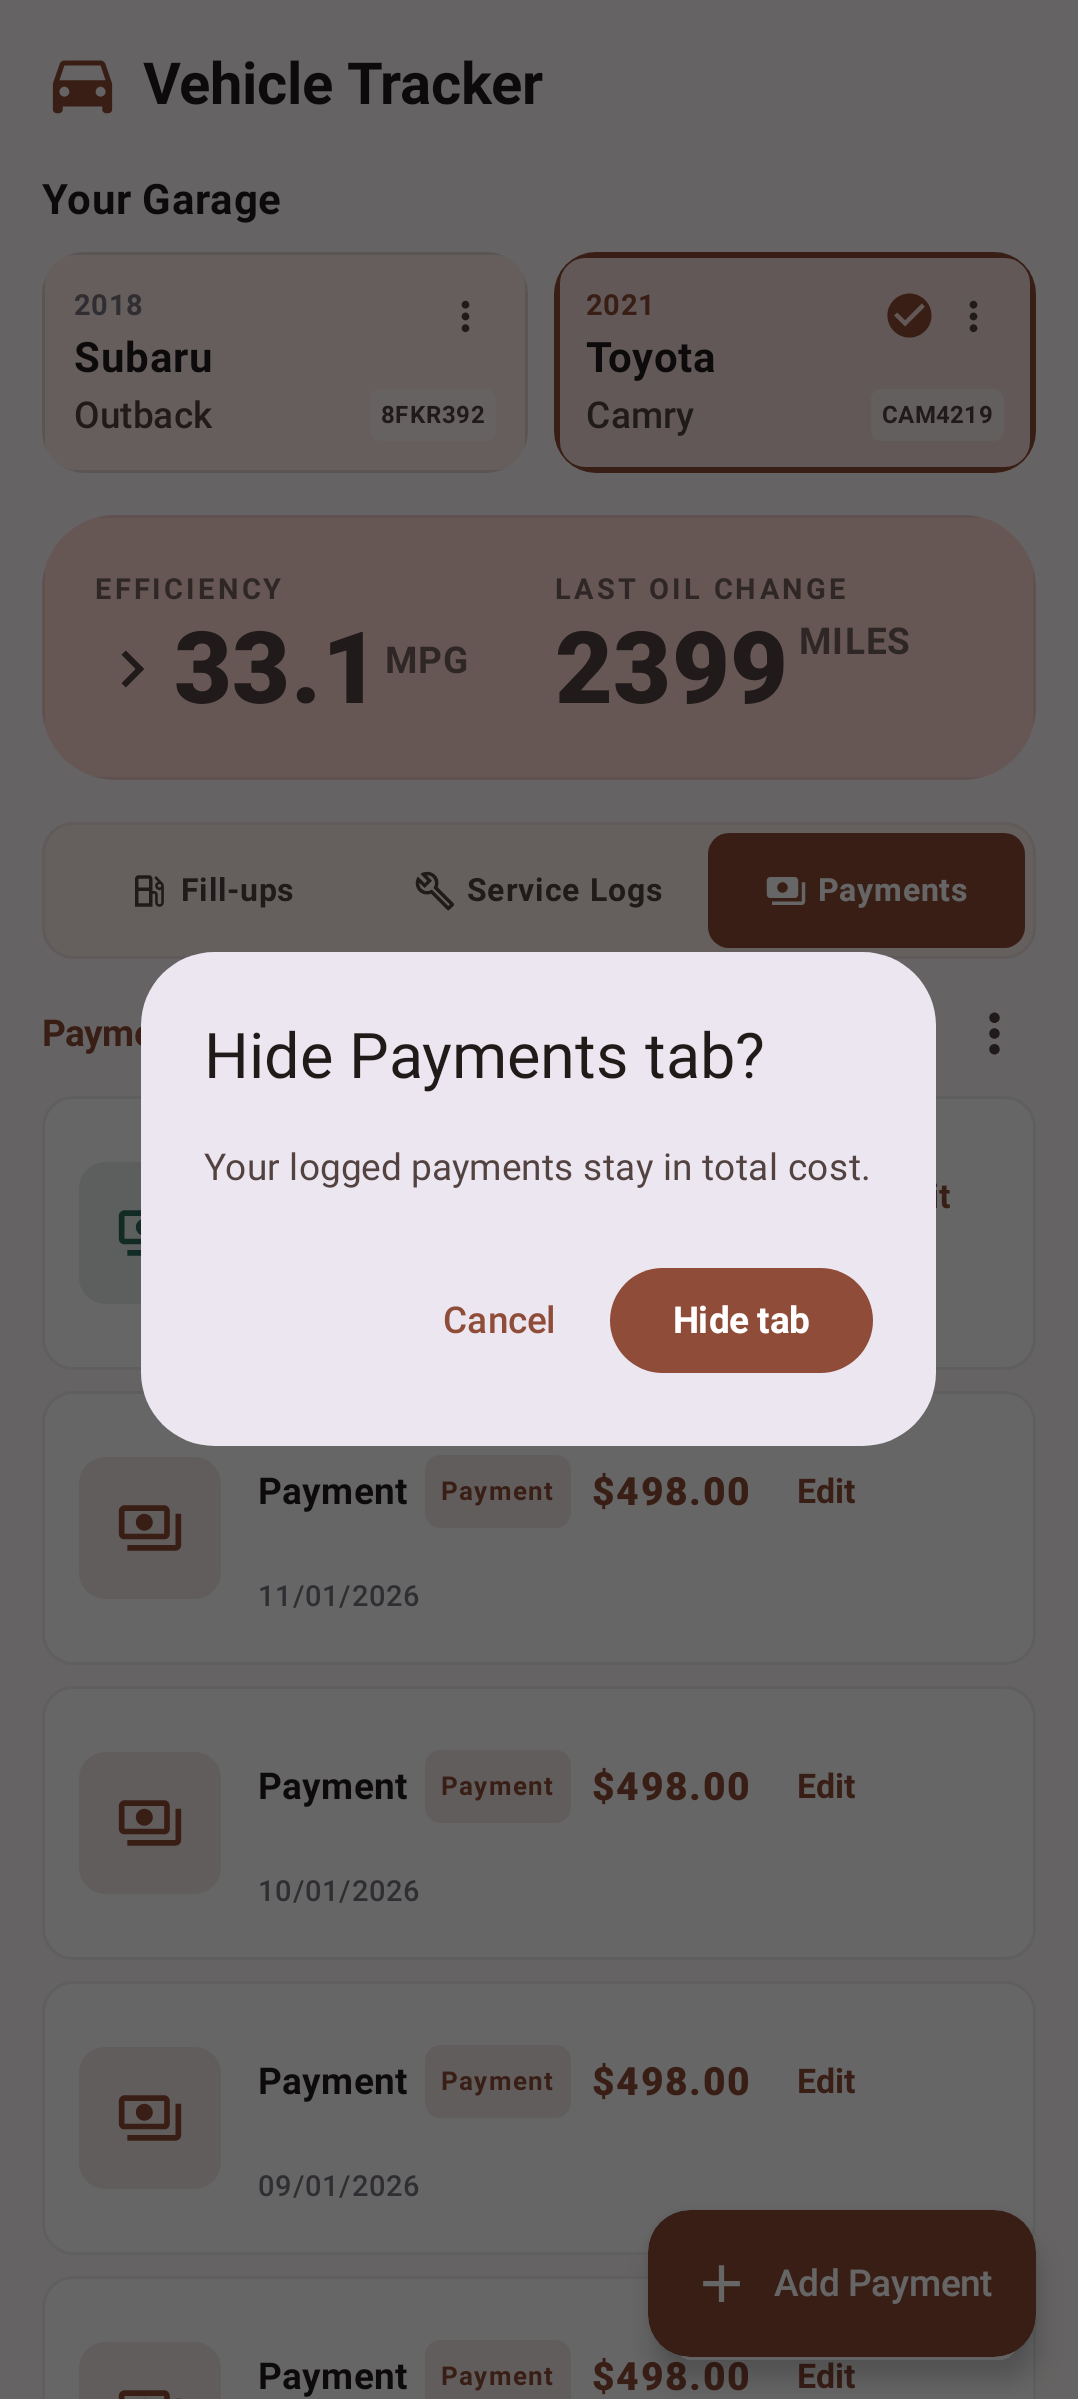 Vehicle Tracker
Your Garage
2018
Subaru
Outback
8FKR392
2021
Toyota
Camry
CAM4219
EFFICIENCY
33.1 MPG
LAST OIL CHANGE
2399 MILES
Fill-ups
Service Logs
Payments
Hide Payments tab?
Your logged payments stay in total cost.
Cancel
Hide tab
Payment Payment $498.00 Edit
11/01/2026
Payment Payment $498.00 Edit
10/01/2026
Payment Payment $498.00 Edit
09/01/2026
Add Payment
Payment Payment $498.00 Edit